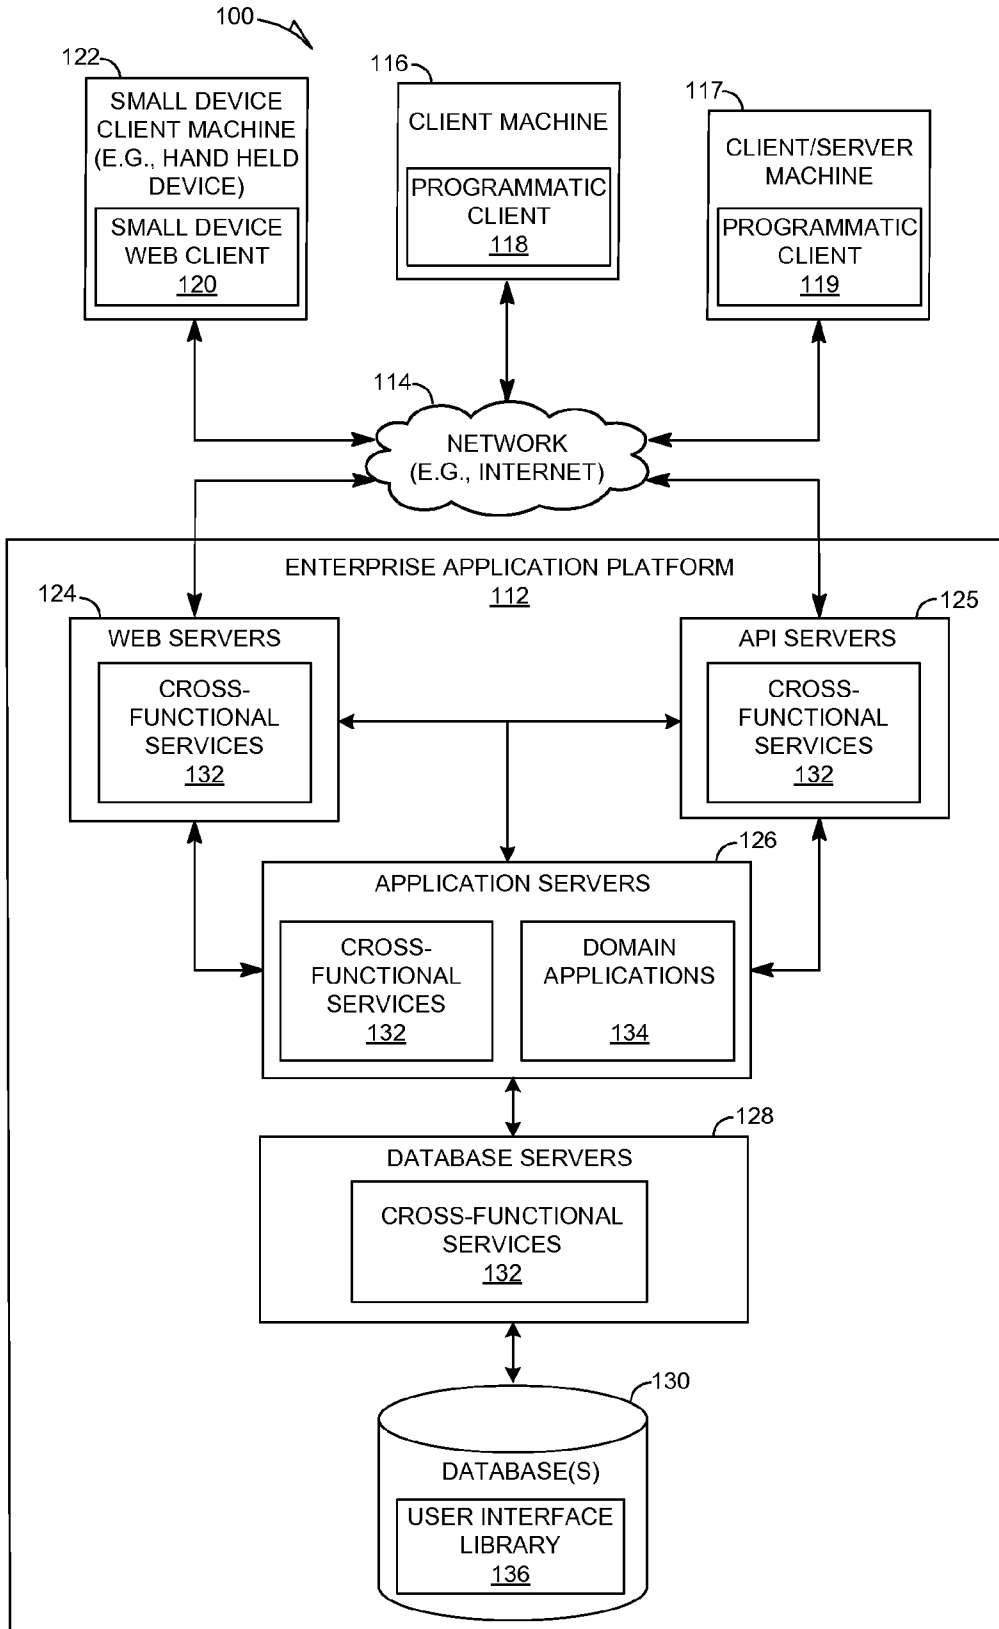 100
122
SMALL DEVICE
CLIENT MACHINE
(E.G., HAND HELD
DEVICE)
SMALL DEVICE
WEB CLIENT
120
116
CLIENT MACHINE
PROGRAMMATIC
CLIENT
118
117
CLIENT/SERVER
MACHINE
PROGRAMMATIC
CLIENT
119
114
NETWORK
(E.G., INTERNET)
ENTERPRISE APPLICATION PLATFORM
112
124
WEB SERVERS
CROSS-
FUNCTIONAL
SERVICES
132
125
API SERVERS
CROSS-
FUNCTIONAL
SERVICES
132
126
APPLICATION SERVERS
CROSS-
FUNCTIONAL
SERVICES
132
DOMAIN
APPLICATIONS
134
128
DATABASE SERVERS
CROSS-FUNCTIONAL
SERVICES
132
130
DATABASE(S)
USER INTERFACE
LIBRARY
136